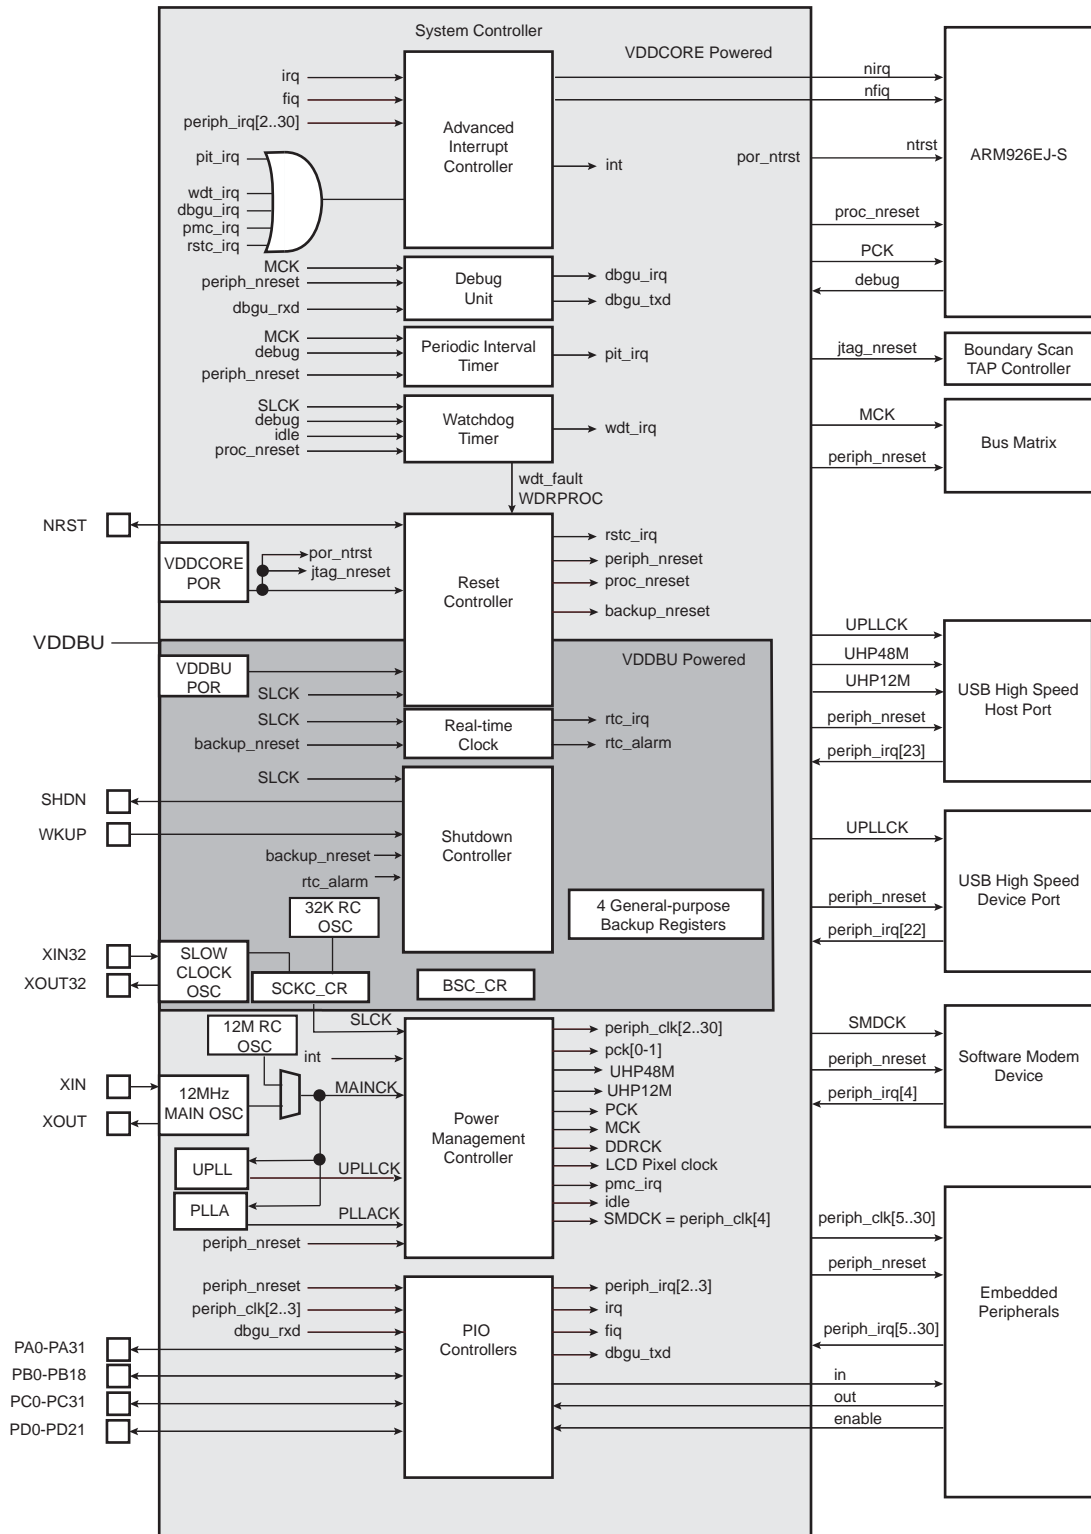 System Controller
VDDCORE Powered
irq
fiq
periph_irq[2..30]
pit_irq
wdt_irq
dbgu_irq
pmc_irq
rstc_irq
Advanced
Interrupt
Controller
int
nirq
nfiq
por_ntrst
ntrst
ARM926EJ-S
proc_nreset
PCK
debug
MCK
periph_nreset
dbgu_rxd
Debug
Unit
dbgu_irq
dbgu_txd
MCK
debug
periph_nreset
Periodic Interval
Timer
pit_irq
jtag_nreset
Boundary Scan
TAP Controller
SLCK
debug
idle
proc_nreset
Watchdog
Timer
wdt_irq
MCK
periph_nreset
Bus Matrix
wdt_fault
WDRPROC
NRST
VDDCORE
POR
por_ntrst
jtag_nreset
Reset
Controller
rstc_irq
periph_nreset
proc_nreset
backup_nreset
VDDBU
VDDBU Powered
VDDBU
POR
SLCK
UPLLCK
UHP48M
UHP12M
periph_nreset
periph_irq[23]
USB High Speed
Host Port
SLCK
backup_nreset
Real-time
Clock
rtc_irq
rtc_alarm
SLCK
SHDN
WKUP
backup_nreset
rtc_alarm
Shutdown
Controller
UPLLCK
periph_nreset
periph_irq[22]
USB High Speed
Device Port
4 General-purpose
Backup Registers
32K RC
OSC
XIN32
XOUT32
SLOW
CLOCK
OSC
SCKC_CR
BSC_CR
SLCK
12M RC
OSC
int
XIN
XOUT
12MHz
MAIN OSC
MAINCK
UPLL
UPLLCK
PLLA
PLLACK
periph_nreset
Power
Management
Controller
periph_clk[2..30]
pck[0-1]
UHP48M
UHP12M
PCK
MCK
DDRCK
LCD Pixel clock
pmc_irq
idle
SMDCK = periph_clk[4]
SMDCK
periph_nreset
periph_irq[4]
Software Modem
Device
periph_nreset
periph_clk[2..3]
dbgu_rxd
PA0-PA31
PB0-PB18
PC0-PC31
PD0-PD21
PIO
Controllers
periph_irq[2..3]
irq
fiq
dbgu_txd
periph_clk[5..30]
periph_nreset
periph_irq[5..30]
in
out
enable
Embedded
Peripherals